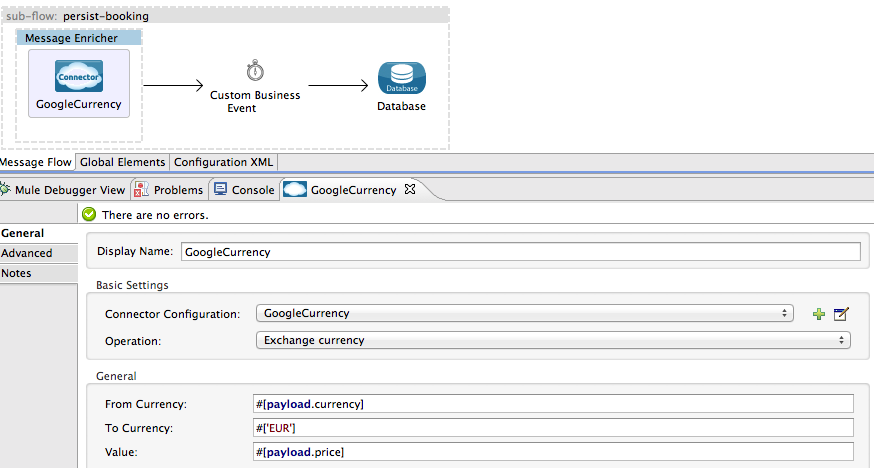 sub-flow: persist-booking
Message Enricher
Connector
GoogleCurrency
Custom Business
Event
Database
Database
Message Flow Global Elements Configuration XML
Mule Debugger View Problems Console GoogleCurrency
There are no errors.
General
Advanced
Notes
Display Name: GoogleCurrency
Basic Settings
Connector Configuration: GoogleCurrency
Operation: Exchange currency
General
From Currency: #[payload.currency]
To Currency: #['EUR']
Value: #[payload.price]